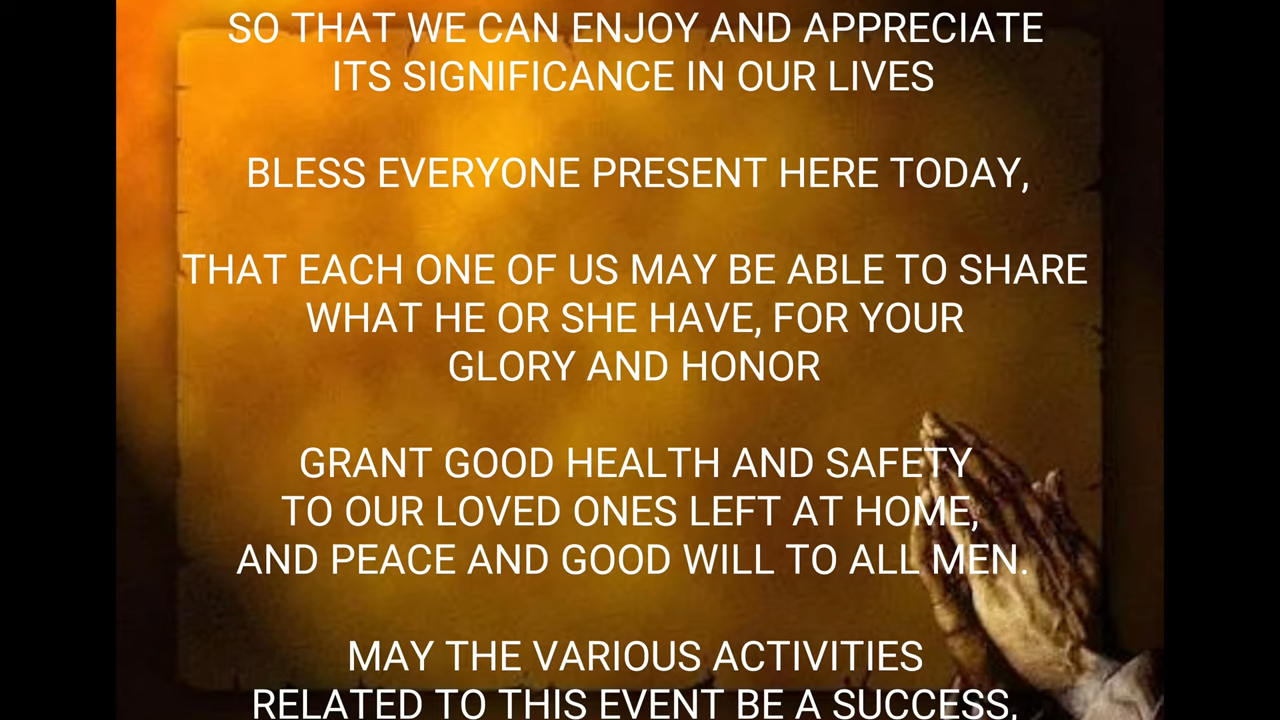 SO THAT WE CAN ENJOY AND APPRECIATE
ITS SIGNIFICANCE IN OUR LIVES
BLESS EVERYONE PRESENT HERE TODAY,
THAT EACH ONE OF US MAY BE ABLE TO SHARE
WHAT HE OR SHE HAVE, FOR YOUR
GLORY AND HONOR
GRANT GOOD HEALTH AND SAFETY
TO OUR LOVED ONES LEFT AT HOME,
AND PEACE AND GOOD WILL TO ALL MEN.
MAY THE VARIOUS ACTIVITIES
RELATED TO THIS EVENT BE A SUCCESS,